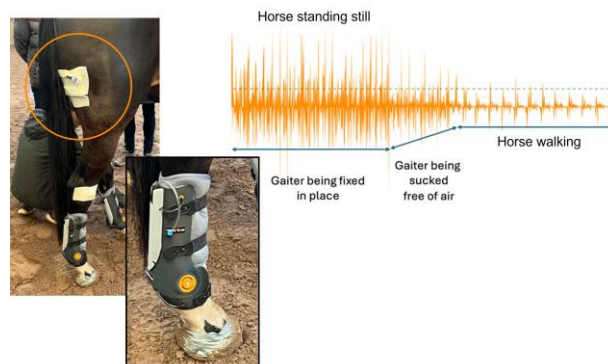 Horse standing still
Horse walking
Gaiter being fixed
in place
Gaiter being
sucked
free of air